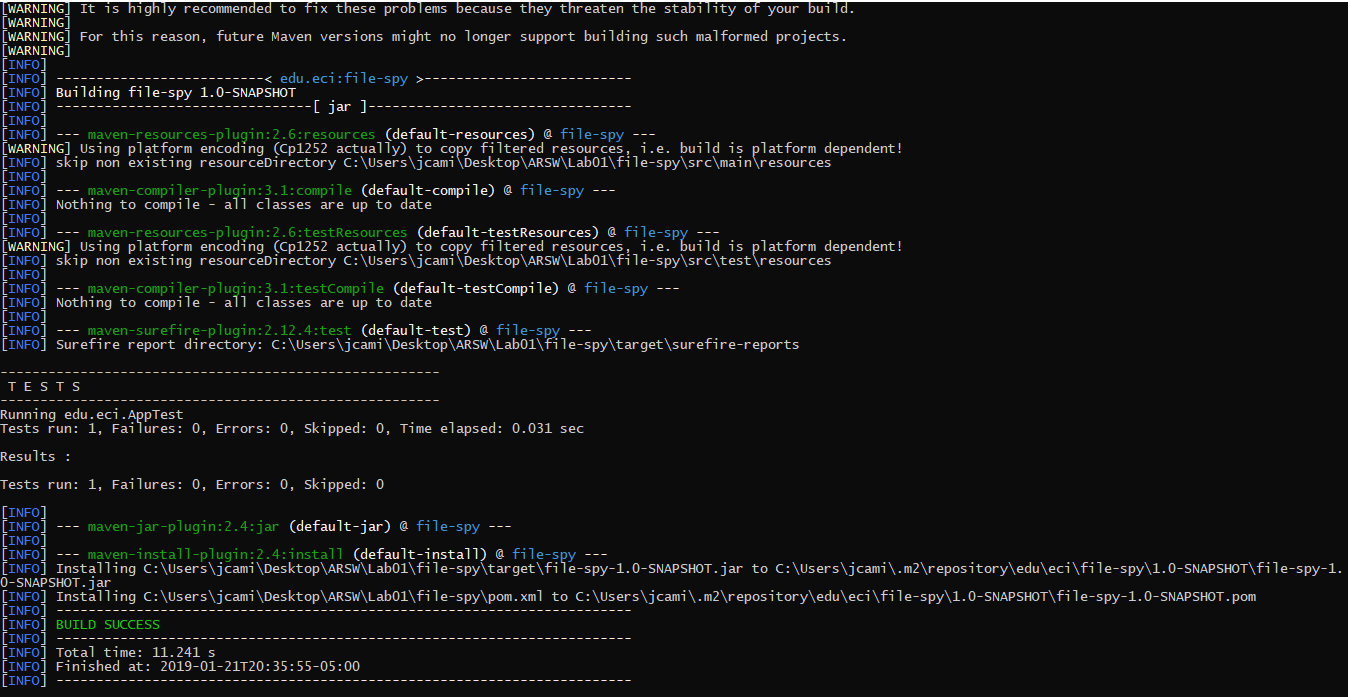 [WARNING] It is highly recommended to fix these problems because they threaten the stability of your build.
[WARNING]
[WARNING] For this reason, future Maven versions might no longer support building such malformed projects.
[WARNING]
[INFO]
[INFO] --------------------------< edu.eci:file-spy >--------------------------
[INFO] Building file-spy 1.0-SNAPSHOT
[INFO] --------------------------------[ jar ]---------------------------------
[INFO]
[INFO] --- maven-resources-plugin:2.6:resources (default-resources) @ file-spy ---
[WARNING] Using platform encoding (Cp1252 actually) to copy filtered resources, i.e. build is platform dependent!
[INFO] skip non existing resourceDirectory C:\Users\jcami\Desktop\ARSW\Lab01\file-spy\src\main\resources
[INFO]
[INFO] --- maven-compiler-plugin:3.1:compile (default-compile) @ file-spy ---
[INFO] Nothing to compile - all classes are up to date
[INFO]
[INFO] --- maven-resources-plugin:2.6:testResources (default-testResources) @ file-spy ---
[WARNING] Using platform encoding (Cp1252 actually) to copy filtered resources, i.e. build is platform dependent!
[INFO] skip non existing resourceDirectory C:\Users\jcami\Desktop\ARSW\Lab01\file-spy\src\test\resources
[INFO]
[INFO] --- maven-compiler-plugin:3.1:testCompile (default-testCompile) @ file-spy ---
[INFO] Nothing to compile - all classes are up to date
[INFO]
[INFO] --- maven-surefire-plugin:2.12.4:test (default-test) @ file-spy ---
[INFO] Surefire report directory: C:\Users\jcami\Desktop\ARSW\Lab01\file-spy\target\surefire-reports
-------------------------------------------------------
T E S T S
-------------------------------------------------------
Running edu.eci.AppTest
Tests run: 1, Failures: 0, Errors: 0, Skipped: 0, Time elapsed: 0.031 sec
Results :
Tests run: 1, Failures: 0, Errors: 0, Skipped: 0
[INFO]
[INFO] --- maven-jar-plugin:2.4:jar (default-jar) @ file-spy ---
[INFO]
[INFO] --- maven-install-plugin:2.4:install (default-install) @ file-spy ---
[INFO] Installing C:\Users\jcami\Desktop\ARSW\Lab01\file-spy\target\file-spy-1.0-SNAPSHOT.jar to C:\Users\jcami\.m2\repository\edu\eci\file-spy\1.0-SNAPSHOT\file-spy-1.
0-SNAPSHOT.jar
[INFO] Installing C:\Users\jcami\Desktop\ARSW\Lab01\file-spy\pom.xml to C:\Users\jcami\.m2\repository\edu\eci\file-spy\1.0-SNAPSHOT\file-spy-1.0-SNAPSHOT.pom
[INFO] ------------------------------------------------------------------------
[INFO] BUILD SUCCESS
[INFO] ------------------------------------------------------------------------
[INFO] Total time: 11.241 s
[INFO] Finished at: 2019-01-21T20:35:55-05:00
[INFO] ------------------------------------------------------------------------